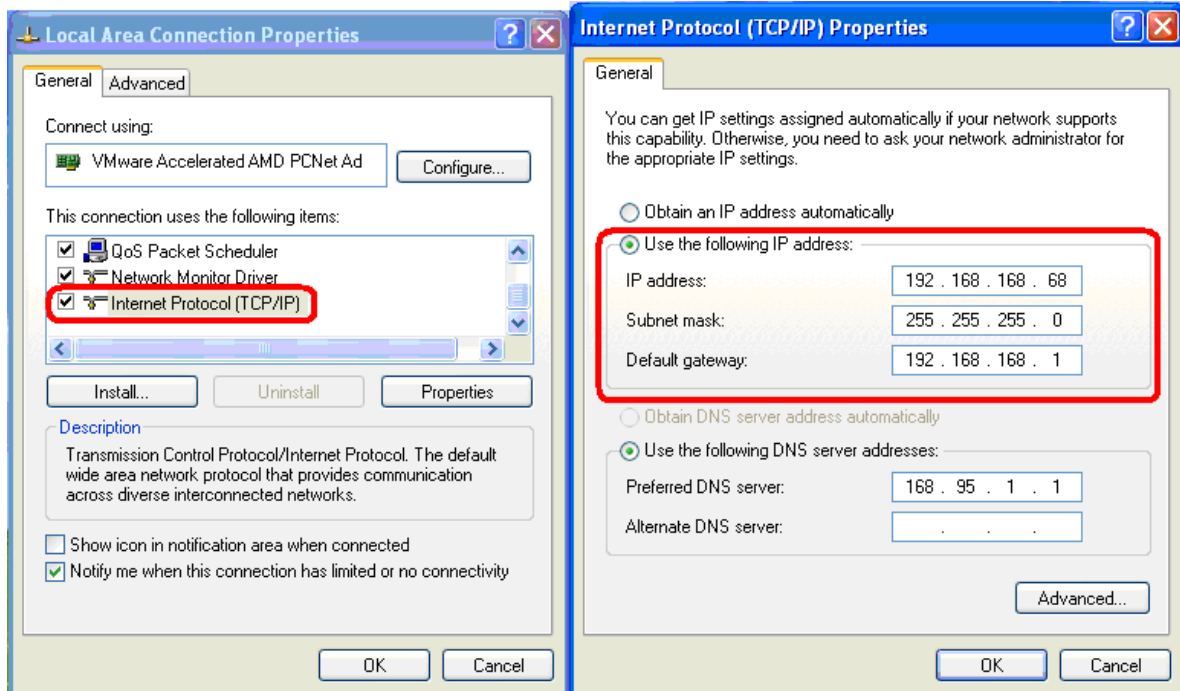 Local Area Connection Properties
General
Advanced
Connect using:
VMware Accelerated AMD PCNet Ad
Configure...
This connection uses the following items:
QoS Packet Scheduler
Network Monitor Driver
Internet Protocol (TCP/IP)
Install...
Uninstall
Properties
Description
Transmission Control Protocol/Internet Protocol. The default
wide area network protocol that provides communication
across diverse interconnected networks.
Show icon in notification area when connected
Notify me when this connection has limited or no connectivity
OK
Cancel
Internet Protocol (TCP/IP) Properties
General
You can get IP settings assigned automatically if your network supports
this capability. Otherwise, you need to ask your network administrator for
the appropriate IP settings.
Obtain an IP address automatically
Use the following IP address:
IP address: 192 . 168 . 168 . 68
Subnet mask: 255 . 255 . 255 . 0
Default gateway: 192 . 168 . 168 . 1
Obtain DNS server address automatically
Use the following DNS server addresses:
Preferred DNS server: 168 . 95 . 1 . 1
Alternate DNS server: . . .
Advanced...
OK
Cancel